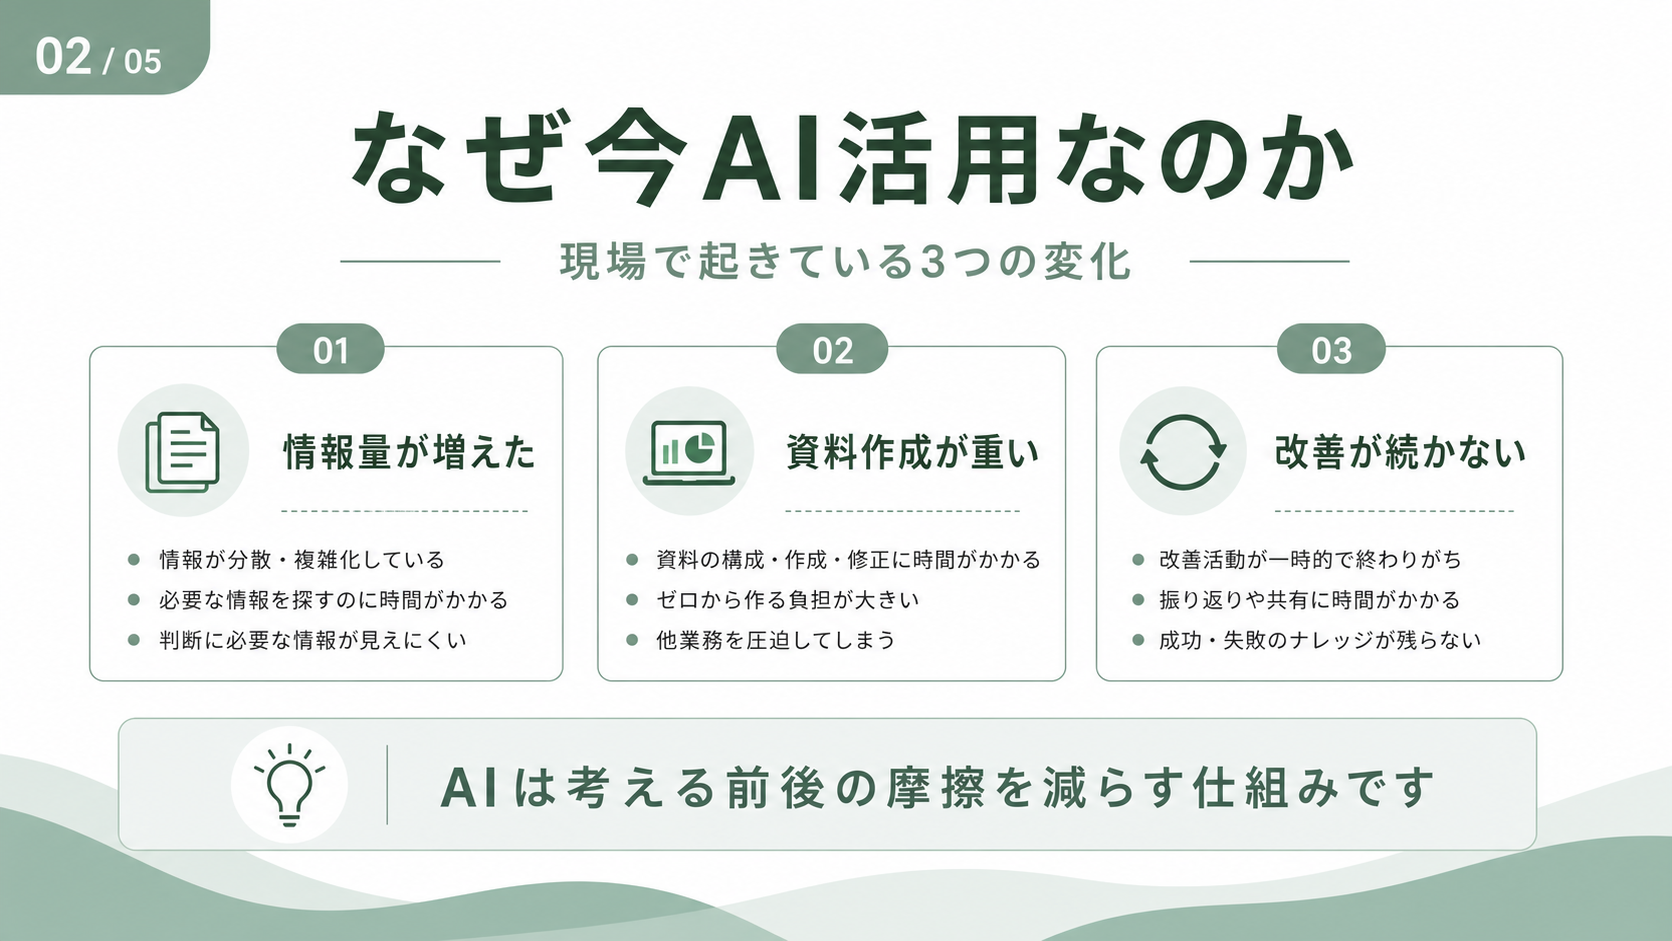 02 / 05
なぜ今AI活用なのか
現場で起きている3つの変化
01
情報量が増えた
情報が分散・複雑化している
必要な情報を探すのに時間がかかる
判断に必要な情報が見えにくい
02
資料作成が重い
資料の構成・作成・修正に時間がかかる
ゼロから作る負担が大きい
他業務を圧迫してしまう
03
改善が続かない
改善活動が一時的で終わりがち
振り返りや共有に時間がかかる
成功・失敗のナレッジが残らない
AIは考える前後の摩擦を減らす仕組みです